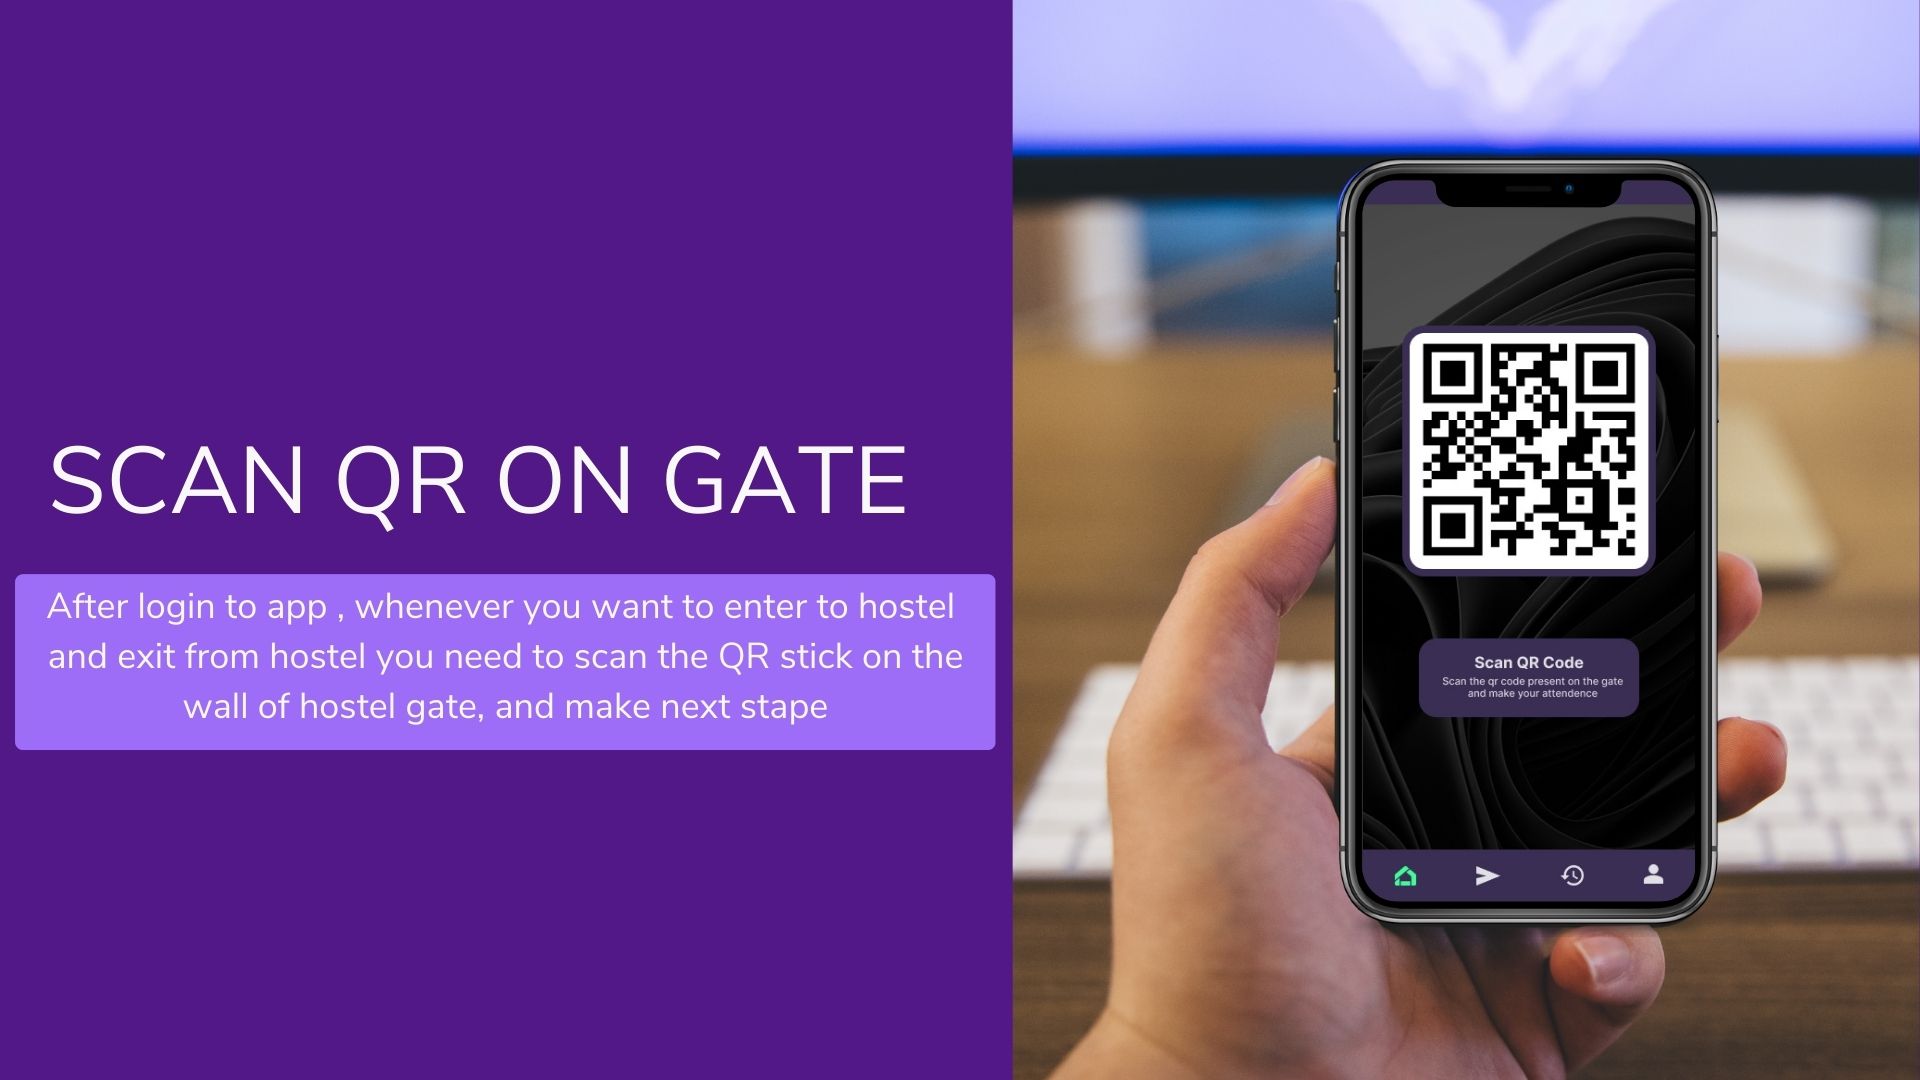 SCAN QR ON GATE
After login to app , whenever you want to enter to hostel
and exit from hostel you need to scan the QR stick on the
wall of hostel gate, and make next stape
Scan QR Code
Scan the qr code present on the gate
and make your attendence